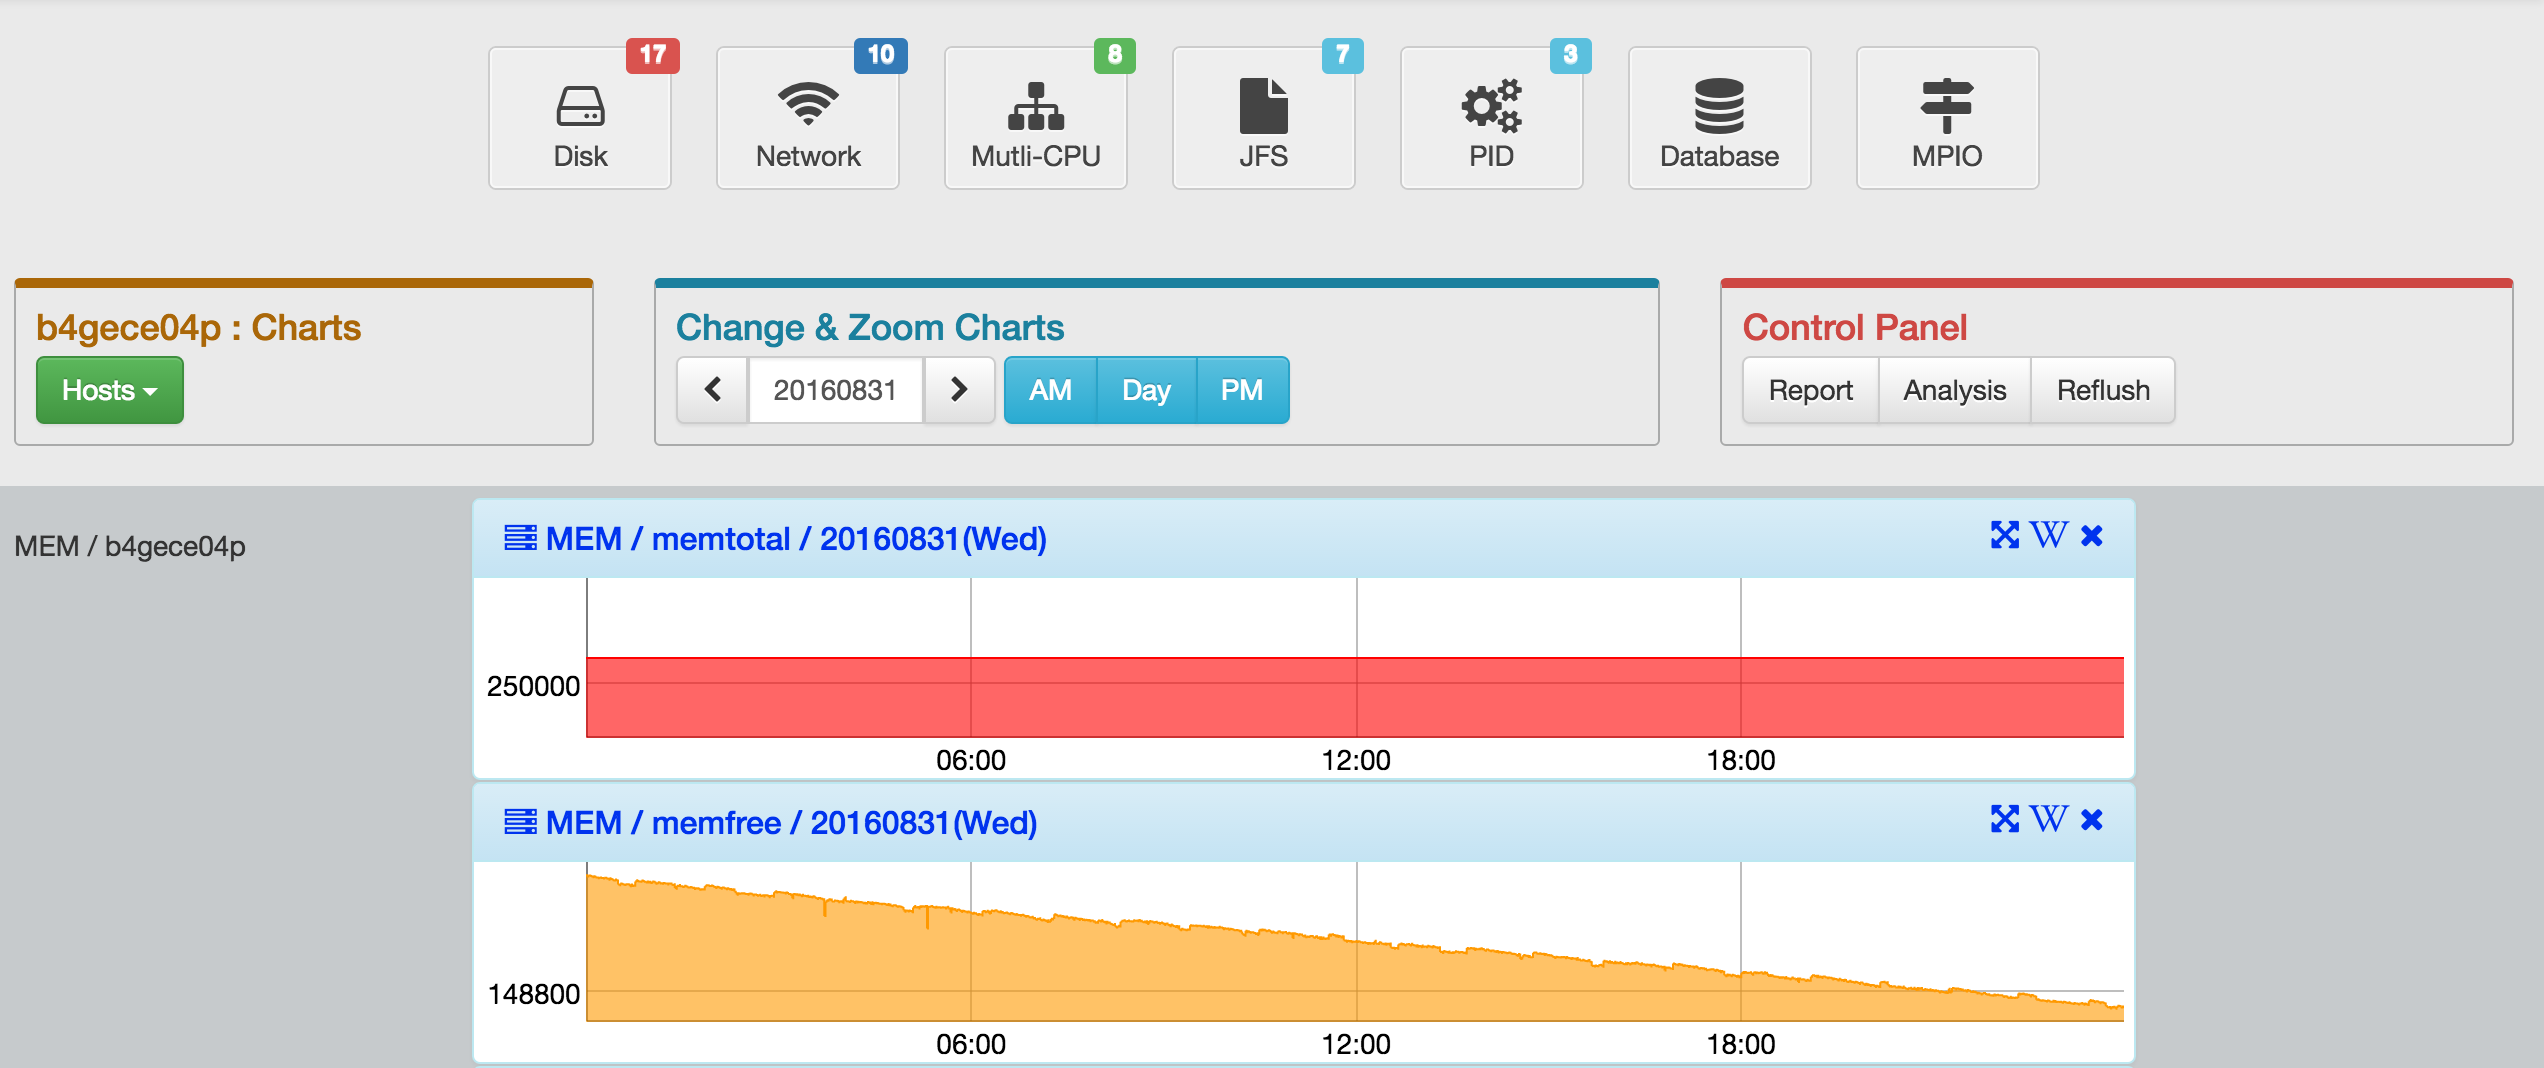 17 10 8 7 3
Disk Network Mutli-CPU JFS PID Database MPIO
b4gece04p : Charts
Hosts
Change & Zoom Charts
20160831 AM Day PM
Control Panel
Report Analysis Reflush
MEM / b4gece04p
MEM / memtotal / 20160831(Wed) W
250000
06:00 12:00 18:00
MEM / memfree / 20160831(Wed) W
148800
06:00 12:00 18:00